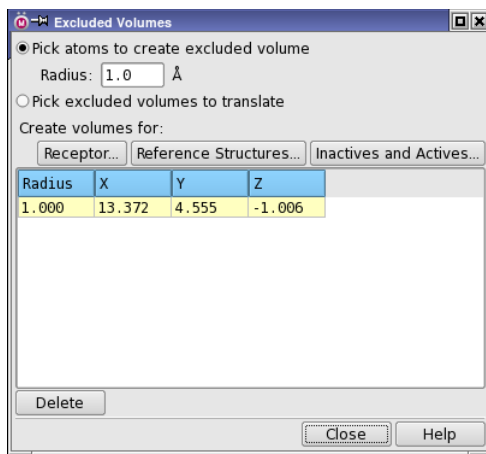 Excluded Volumes
Pick atoms to create excluded volume
Radius: 1.0 Å
Pick excluded volumes to translate
Create volumes for:
Receptor... Reference Structures... Inactives and Actives...
Radius X Y Z
1.000 13.372 4.555 -1.006
Delete
Close Help